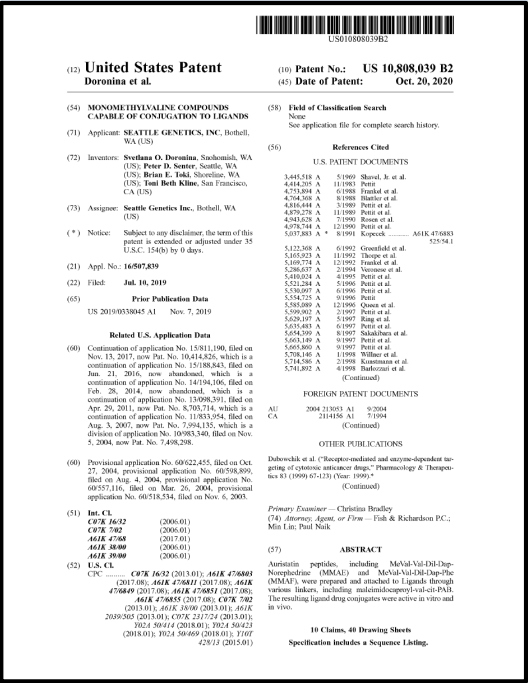 US010808039B2
(12) United States Patent
Doronina et al.
(10) Patent No.: US 10,808,039 B2
(45) Date of Patent: Oct. 20, 2020
(54) MONOMETHYLVALINE COMPOUNDS
CAPABLE OF CONJUGATION TO LIGANDS
(71) Applicant: SEATTLE GENETICS, INC, Bothell,
WA (US)
(72) Inventors: Svetlana O. Doronina, Snohomish, WA
(US); Peter D. Senter, Seattle, WA
(US); Brian E. Toki, Shoreline, WA
(US); Toni Beth Kline, San Francisco,
CA (US)
(73) Assignee: Seattle Genetics Inc., Bothell, WA
(US)
( * ) Notice: Subject to any disclaimer, the term of this
patent is extended or adjusted under 35
U.S.C. 154(b) by 0 days.
(21) Appl. No.: 16/507,839
(22) Filed: Jul. 10, 2019
(65) Prior Publication Data
US 2019/0338045 A1 Nov. 7, 2019
Related U.S. Application Data
(60) Continuation of application No. 15/811,190, filed on
Nov. 13, 2017, now Pat. No. 10,414,826, which is a
continuation of application No. 15/188,843, filed on
Jun. 21, 2016, now abandoned, which is a
continuation of application No. 14/194,106, filed on
Feb. 28, 2014, now abandoned, which is a
continuation of application No. 13/098,391, filed on
Apr. 29, 2011, now Pat. No. 8,703,714, which is a
continuation of application No. 11/833,954, filed on
Aug. 3, 2007, now Pat. No. 7,994,135, which is a
division of application No. 10/983,340, filed on Nov.
5, 2004, now Pat. No. 7,498,298.
(60) Provisional application No. 60/622,455, filed on Oct.
27, 2004, provisional application No. 60/598,899,
filed on Aug. 4, 2004, provisional application No.
60/557,116, filed on Mar. 26, 2004, provisional
application No. 60/518,534, filed on Nov. 6, 2003.
(51) Int. Cl.
C07K 16/32 (2006.01)
C07K 7/02 (2006.01)
A61K 47/68 (2017.01)
A61K 38/00 (2006.01)
A61K 39/00 (2006.01)
(52) U.S. Cl.
CPC .......... C07K 16/32 (2013.01); A61K 47/6803
(2017.08); A61K 47/6811 (2017.08); A61K
47/6849 (2017.08); A61K 47/6851 (2017.08);
A61K 47/6855 (2017.08); C07K 7/02
(2013.01); A61K 38/00 (2013.01); A61K
2039/505 (2013.01); C07K 2317/24 (2013.01);
Y02A 50/414 (2018.01); Y02A 50/423
(2018.01); Y02A 50/469 (2018.01); Y10T
428/13 (2015.01)
(58) Field of Classification Search
None
See application file for complete search history.
(56) References Cited
U.S. PATENT DOCUMENTS
3,445,518 A 5/1969 Shavel, Jr. et al.
4,414,205 A 11/1983 Pettit
4,753,894 A 6/1988 Frankel et al.
4,764,368 A 8/1988 Blattler et al.
4,816,444 A 3/1989 Pettit et al.
4,879,278 A 11/1989 Pettit et al.
4,943,628 A 7/1990 Rosen et al.
4,978,744 A 12/1990 Pettit et al.
5,037,883 A * 8/1991 Kopecek .......... A61K 47/6883
525/54.1
5,122,368 A 6/1992 Greenfield et al.
5,165,923 A 11/1992 Thorpe et al.
5,169,774 A 12/1992 Frankel et al.
5,286,637 A 2/1994 Veronese et al.
5,410,024 A 4/1995 Pettit et al.
5,521,284 A 5/1996 Pettit et al.
5,530,097 A 6/1996 Pettit et al.
5,554,725 A 9/1996 Pettit
5,585,089 A 12/1996 Queen et al.
5,599,902 A 2/1997 Pettit et al.
5,629,197 A 5/1997 Ring et al.
5,635,483 A 6/1997 Pettit et al.
5,654,399 A 8/1997 Sakakibara et al.
5,663,149 A 9/1997 Pettit et al.
5,665,860 A 9/1997 Pettit et al.
5,708,146 A 1/1998 Willner et al.
5,714,586 A 2/1998 Kunstmann et al.
5,741,892 A 4/1998 Barlozzari et al.
(Continued)
FOREIGN PATENT DOCUMENTS
AU 2004 213053 A1 9/2004
CA 2114156 A1 7/1994
(Continued)
OTHER PUBLICATIONS
Dubowchik et al. ("Receptor-mediated and enzyme-dependent tar-
geting of cytotoxic anticancer drugs," Pharmacology & Therapeu-
tics 83 (1999) 67-123) (Year: 1999).*
(Continued)
Primary Examiner — Christina Bradley
(74) Attorney, Agent, or Firm — Fish & Richardson P.C.;
Min Lin; Paul Naik
(57) ABSTRACT
Auristatin peptides, including MeVal-Val-Dil-Dap-
Norephedrine (MMAE) and MeVal-Val-Dil-Dap-Phe
(MMAF), were prepared and attached to Ligands through
various linkers, including maleimidocaproyl-val-cit-PAB.
The resulting ligand drug conjugates were active in vitro and
in vivo.
10 Claims, 40 Drawing Sheets
Specification includes a Sequence Listing.